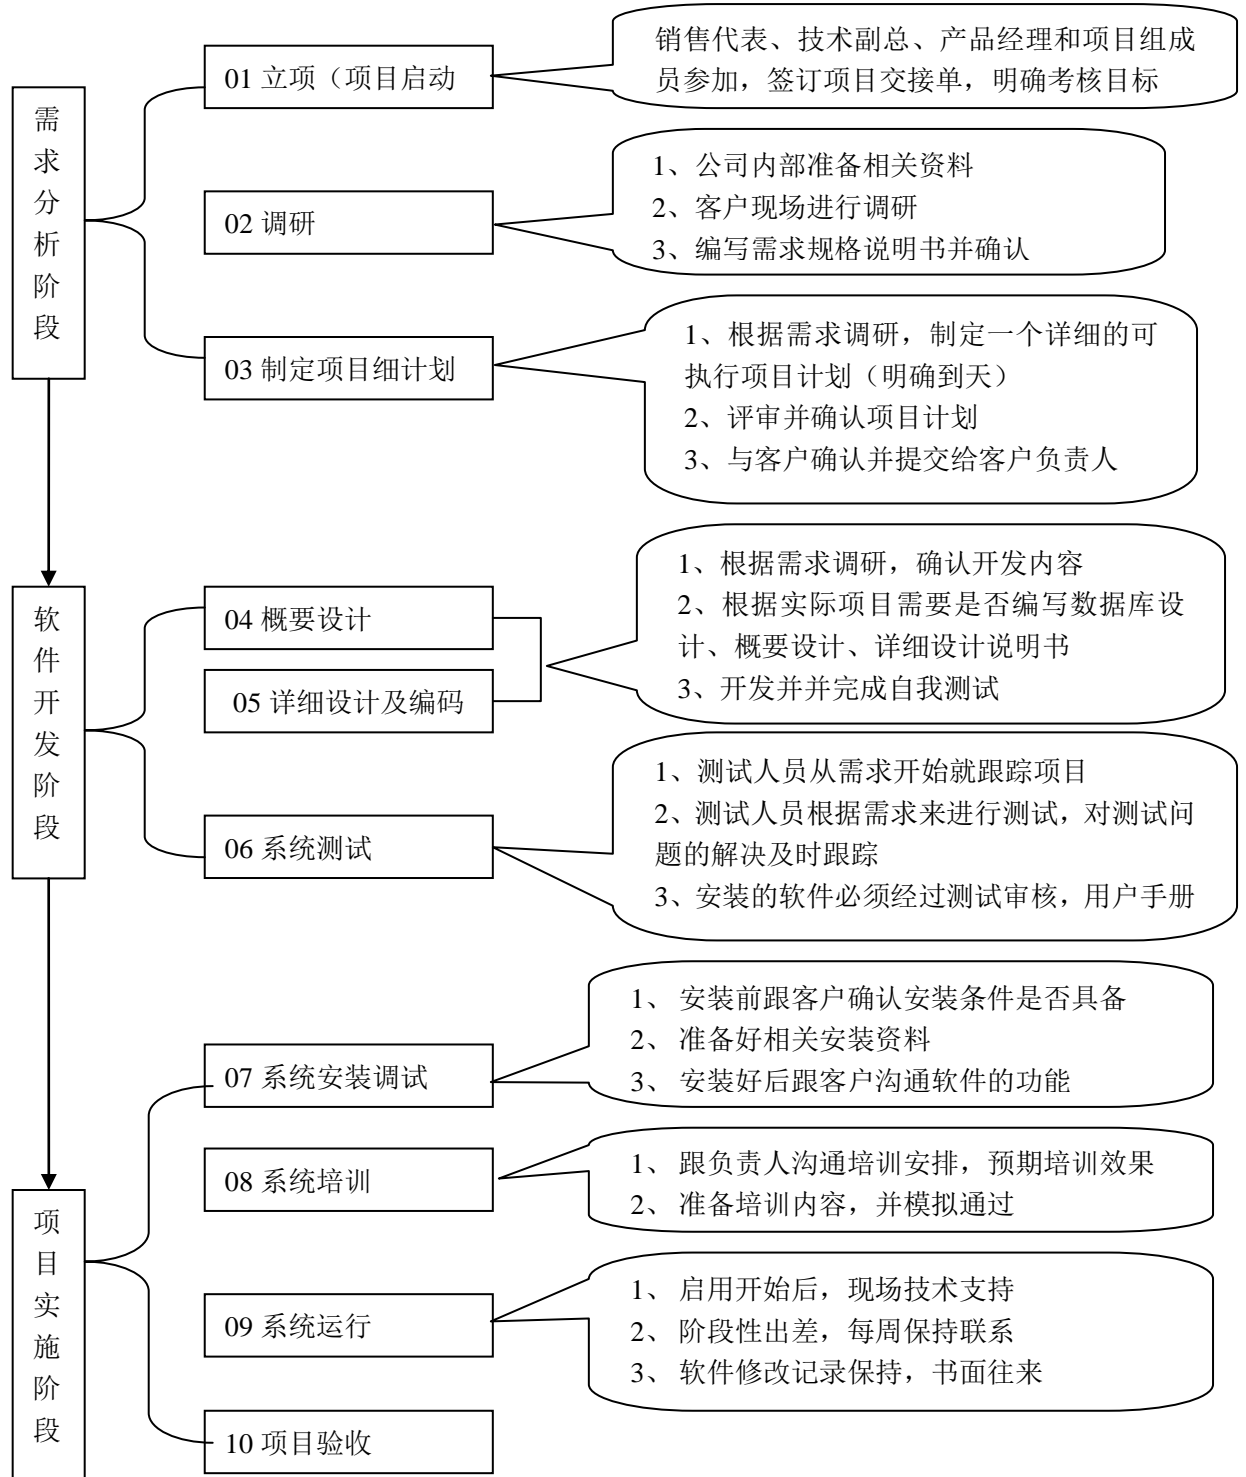 需求分析阶段
01 立项（项目启动
销售代表、技术副总、产品经理和项目组成
员参加，签订项目交接单，明确考核目标
02 调研
1、公司内部准备相关资料
2、客户现场进行调研
3、编写需求规格说明书并确认
03 制定项目细计划
1、根据需求调研，制定一个详细的可
执行项目计划（明确到天）
2、评审并确认项目计划
3、与客户确认并提交给客户负责人
软件开发阶段
04 概要设计
05 详细设计及编码
1、根据需求调研，确认开发内容
2、根据实际项目需要是否编写数据库设
计、概要设计、详细设计说明书
3、开发并并完成自我测试
06 系统测试
1、测试人员从需求开始就跟踪项目
2、测试人员根据需求来进行测试，对测试问
题的解决及时跟踪
3、安装的软件必须经过测试审核，用户手册
项目实施阶段
07 系统安装调试
1、 安装前跟客户确认安装条件是否具备
2、 准备好相关安装资料
3、 安装好后跟客户沟通软件的功能
08 系统培训
1、 跟负责人沟通培训安排，预期培训效果
2、 准备培训内容，并模拟通过
09 系统运行
1、 启用开始后，现场技术支持
2、 阶段性出差，每周保持联系
3、 软件修改记录保持，书面往来
10 项目验收